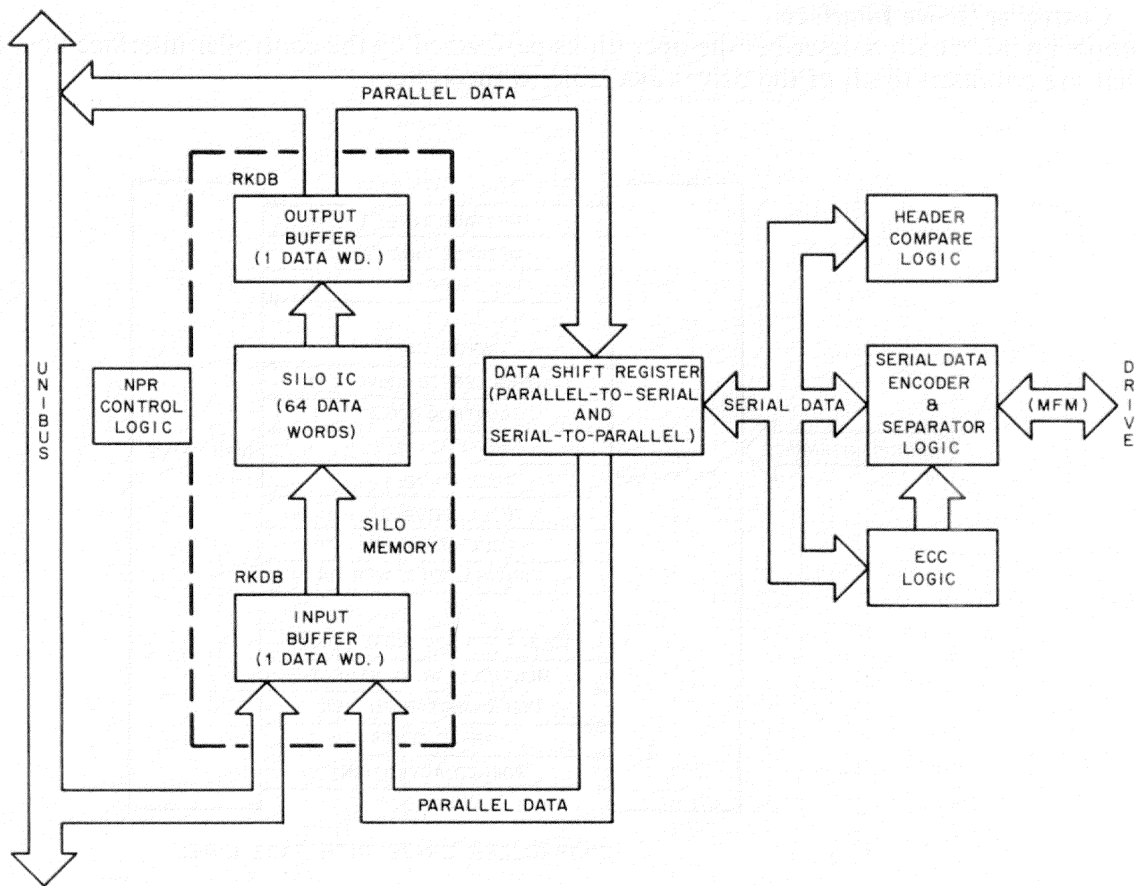 PARALLEL DATA
RKDB
OUTPUT
BUFFER
(1 DATA WD.)
HEADER
COMPARE
LOGIC
UNIBUS
NPR
CONTROL
LOGIC
SILO IC
(64 DATA
WORDS)
DATA SHIFT REGISTER
(PARALLEL-TO-SERIAL
AND
SERIAL-TO-PARALLEL)
SERIAL DATA
SERIAL DATA
ENCODER
&
SEPARATOR
LOGIC
(MFM)
DRIVE
SILO
MEMORY
RKDB
INPUT
BUFFER
(1 DATA WD.)
ECC
LOGIC
PARALLEL DATA